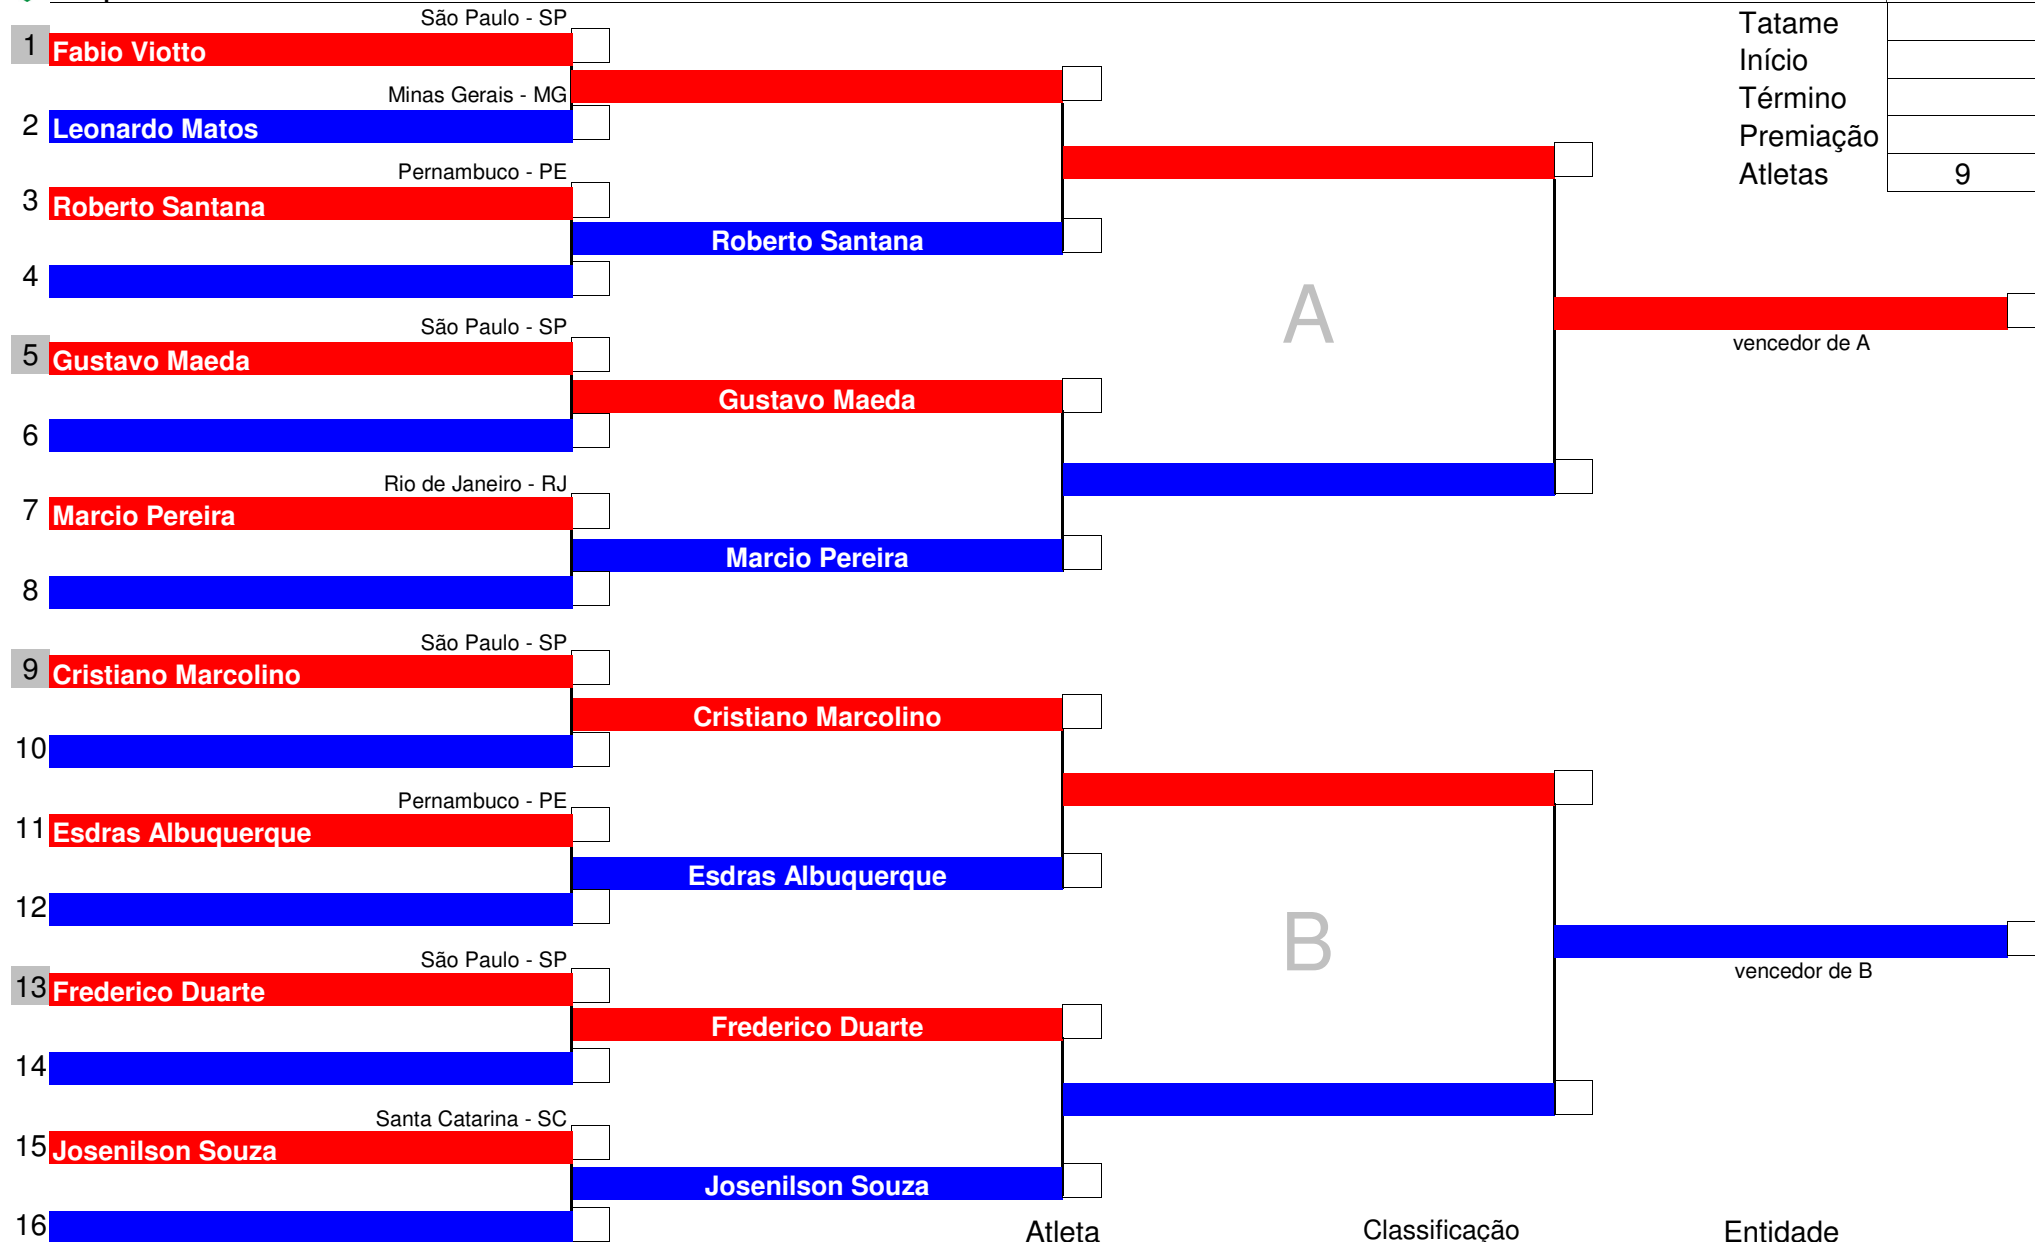 São Paulo - SP
1 Fabio Viotto
Minas Gerais - MG
2 Leonardo Matos
Pernambuco - PE
3 Roberto Santana
Roberto Santana
4
São Paulo - SP
5 Gustavo Maeda
Gustavo Maeda
6
Rio de Janeiro - RJ
7 Marcio Pereira
Marcio Pereira
8
São Paulo - SP
9 Cristiano Marcolino
Cristiano Marcolino
10
Pernambuco - PE
11 Esdras Albuquerque
Esdras Albuquerque
12
São Paulo - SP
13 Frederico Duarte
Frederico Duarte
14
Santa Catarina - SC
15 Josenilson Souza
Josenilson Souza
16
A
B
Tatame
Início
Término
Premiação
Atletas 9
vencedor de A
vencedor de B
Atleta Classificação Entidade